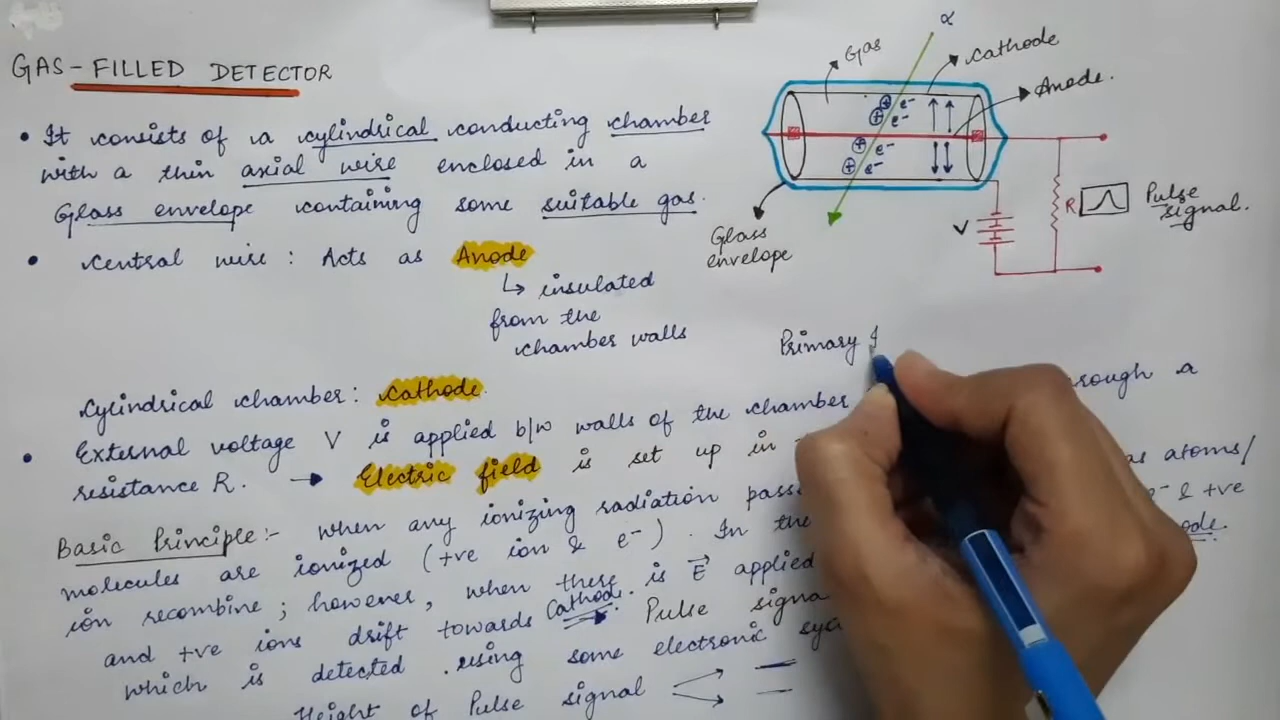 GAS-FILLED DETECTOR
• It consists of a cylindrical conducting chamber
with a thin axial wire enclosed in a
Glass envelope containing some suitable gas.
• Central wire: Acts as Anode
↳ insulated
from the
chamber walls
Cylindrical chamber: Cathode
• External voltage V is applied b/w walls of the chamber through a
resistance R. → Electric field is set up in
Basic Principle:- When any ionizing radiation pass as atoms/
molecules are ionized (+ve ion & e-). In the e- & +ve
ion recombine; however, when there is E⃗ applied ode.
and +ve ions drift towards Cathode. Pulse signa
which is detected using some electronic
Height of Pulse signal
α
Gas
Cathode
Anode.
⊕ e-
⊕ e-
⊕ e-
⊕ e-
Glass
envelope
V
R
Pulse
signal.
Primary I